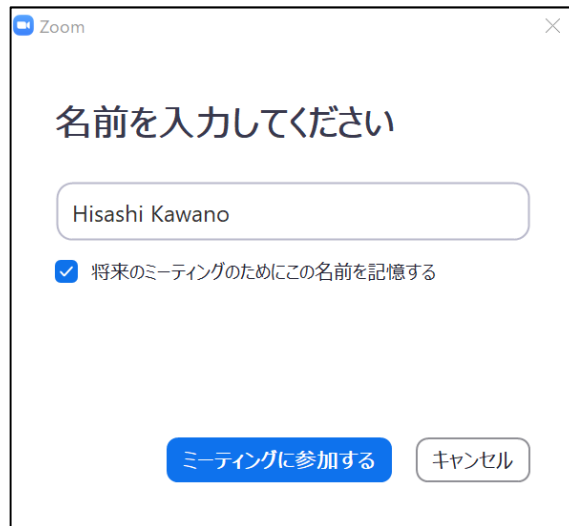 Zoom
名前を入力してください
Hisashi Kawano
将来のミーティングのためにこの名前を記憶する
ミーティングに参加する キャンセル